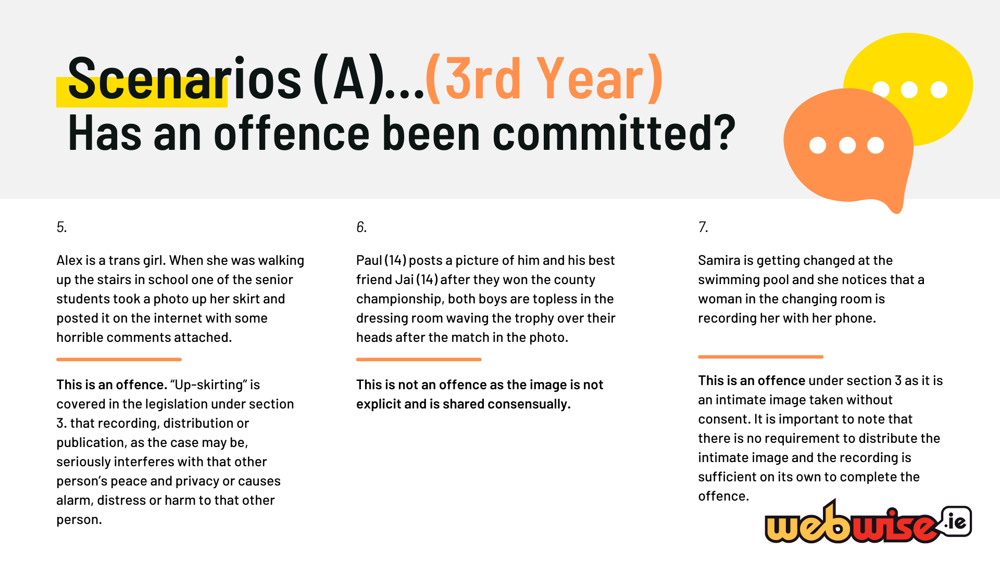 Scenarios (A)...(3rd Year)
Has an offence been committed?
5.
Alex is a trans girl. When she was walking
up the stairs in school one of the senior
students took a photo up her skirt and
posted it on the internet with some
horrible comments attached.
This is an offence. “Up-skirting” is
covered in the legislation under section
3. that recording, distribution or
publication, as the case may be,
seriously interferes with that other
person’s peace and privacy or causes
alarm, distress or harm to that other
person.
6.
Paul (14) posts a picture of him and his best
friend Jai (14) after they won the county
championship, both boys are topless in the
dressing room waving the trophy over their
heads after the match in the photo.
This is not an offence as the image is not
explicit and is shared consensually.
7.
Samira is getting changed at the
swimming pool and she notices that a
woman in the changing room is
recording her with her phone.
This is an offence under section 3 as it is
an intimate image taken without
consent. It is important to note that
there is no requirement to distribute the
intimate image and the recording is
sufficient on its own to complete the
offence.
webwise.ie